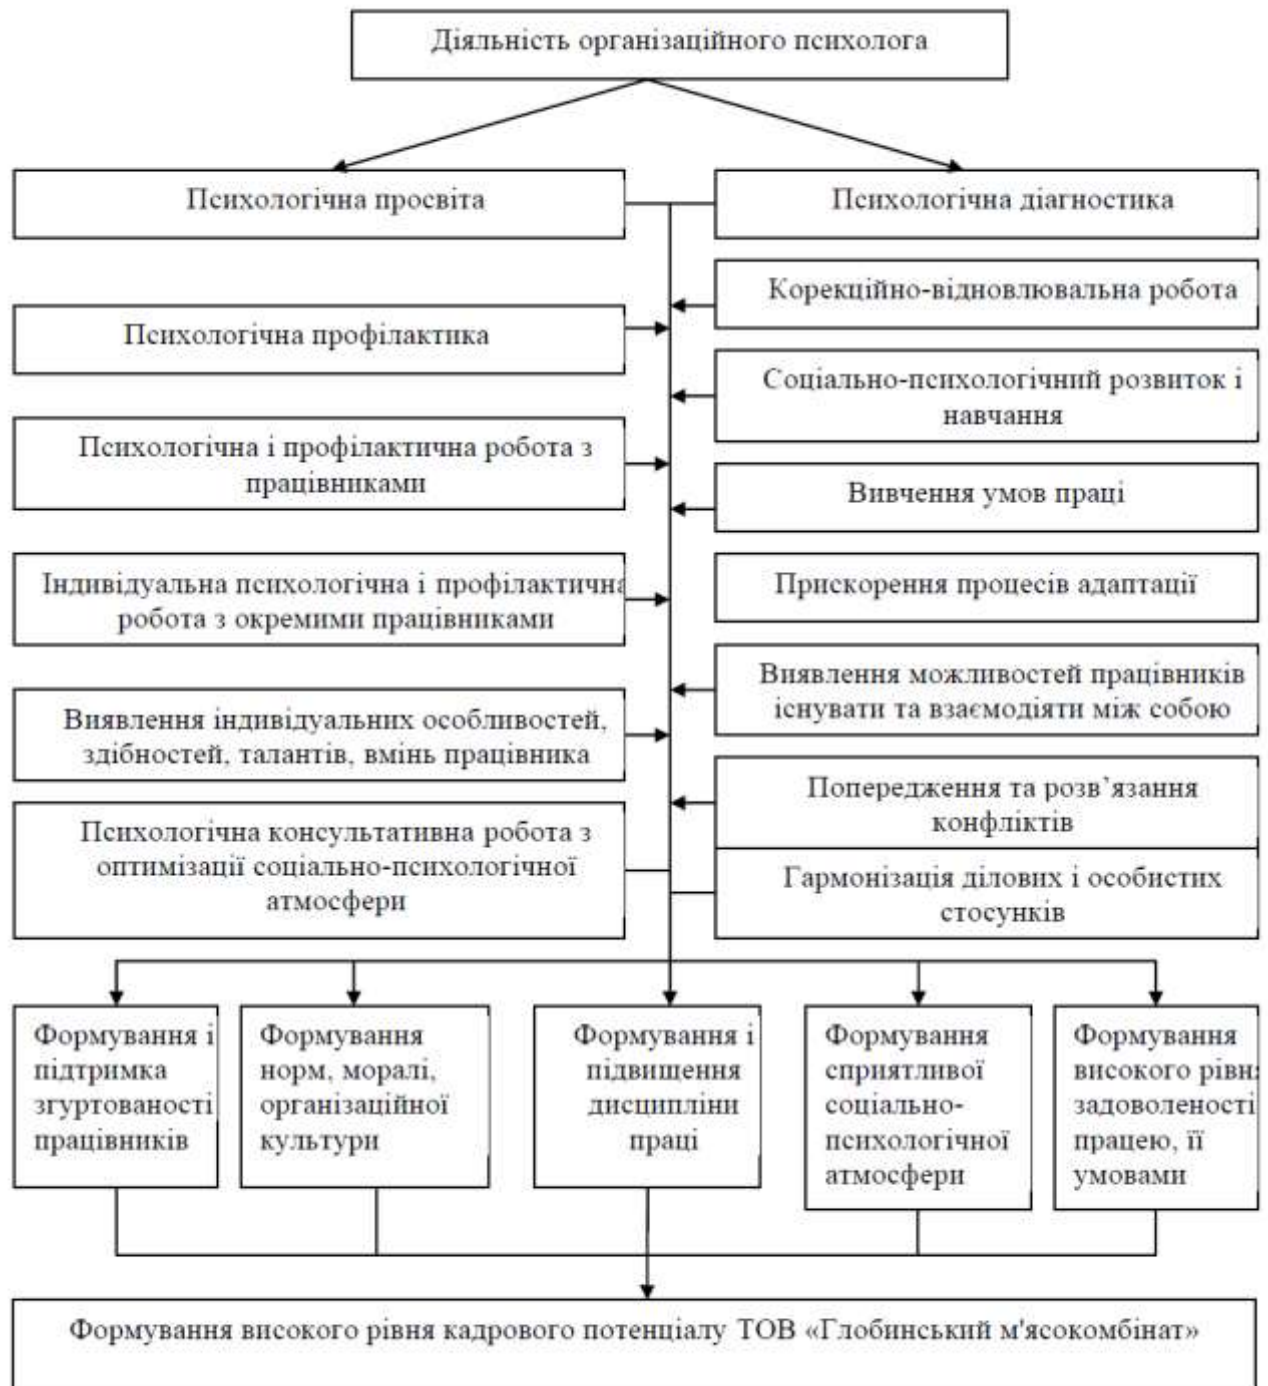 Діяльність організаційного психолога
Психологічна просвіта
Психологічна діагностика
Корекційно-відновлювальна робота
Психологічна профілактика
Соціально-психологічний розвиток і
навчання
Психологічна і профілактична робота з
працівниками
Вивчення умов праці
Індивідуальна психологічна і профілактична
робота з окремими працівниками
Прискорення процесів адаптації
Виявлення можливостей працівників
існувати та взаємодіяти між собою
Виявлення індивідуальних особливостей,
здібностей, талантів, вмінь працівника
Попередження та розв’язання
конфліктів
Психологічна консультативна робота з
оптимізації соціально-психологічної
атмосфери
Гармонізація ділових і особистих
стосунків
Формування і
підтримка
згуртованості
працівників
Формування
норм, моралі,
організаційної
культури
Формування і
підвищення
дисципліни
праці
Формування
сприятливої
соціально-
психологічної
атмосфери
Формування
високого рівня
задоволеності
працею, її
умовами
Формування високого рівня кадрового потенціалу ТОВ «Глобинський м'ясокомбінат»